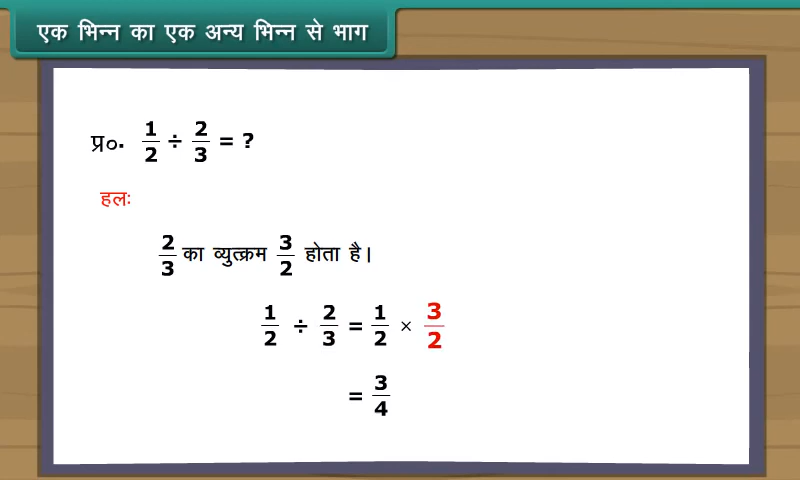 एक भिन्न का एक अन्य भिन्न से भाग
प्र०. 1/2 ÷ 2/3 = ?
हलः
2/3 का व्युत्क्रम 3/2 होता है।
1/2 ÷ 2/3 = 1/2 × 3/2
= 3/4